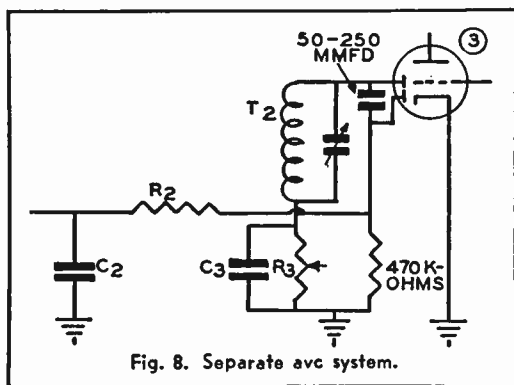 50-250
MMFD
3
T2
R2
C2
C3
R3
470K-
OHMS
Fig. 8. Separate avc system.